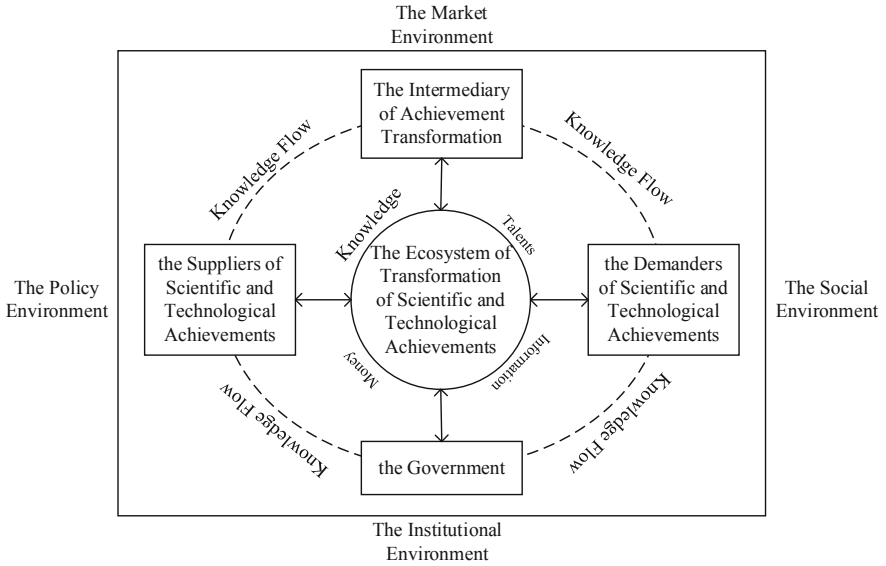 The Market
Environment
The Intermediary
of Achievement
Transformation
Knowledge Flow
Knowledge Flow
Knowledge
Talents
The Policy
Environment
the Suppliers of
Scientific and
Technological
Achievements
The Ecosystem of
Transformation
of Scientific and
Technological
Achievements
the Demanders
of Scientific and
Technological
Achievements
The Social
Environment
Money
Information
Knowledge Flow
Knowledge Flow
the Government
The Institutional
Environment